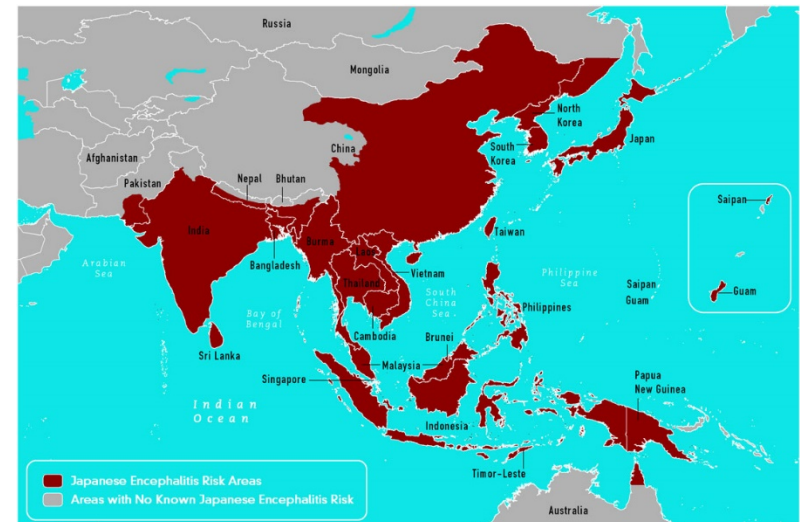 Russia
Mongolia
North
Korea
South
Korea
Japan
China
Afghanistan
Pakistan
Nepal
Bhutan
India
Burma
Laos
Bangladesh
Thailand
Vietnam
Taiwan
Saipan
Guam
Arabian
Sea
Bay of
Bengal
South
China
Sea
Philippine
Sea
Saipan
Guam
Philippines
Cambodia
Brunei
Sri Lanka
Malaysia
Singapore
Papua
New Guinea
Indian
Ocean
Indonesia
Timor-Leste
Australia
Japanese Encephalitis Risk Areas
Areas with No Known Japanese Encephalitis Risk